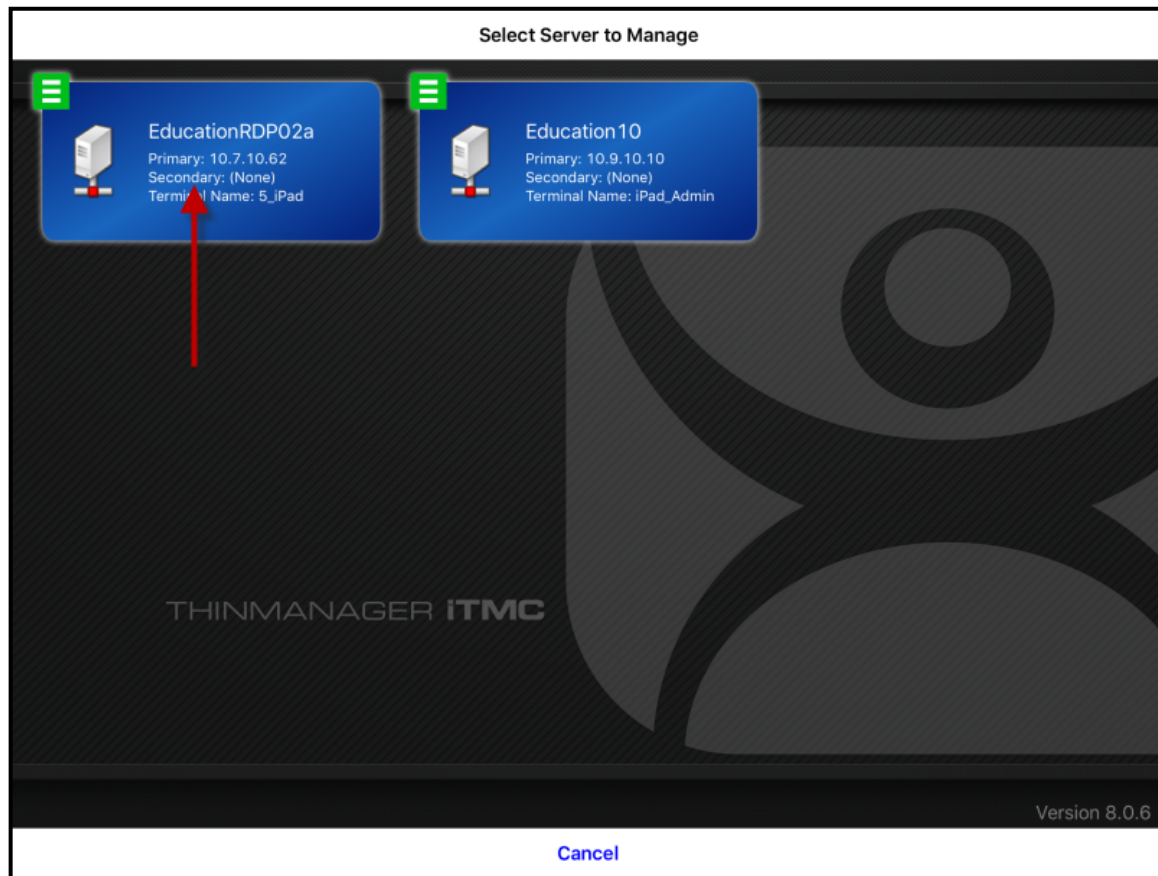 Select Server to Manage
EducationRDP02a
Primary: 10.7.10.62
Secondary: (None)
Terminal Name: 5_iPad
Education10
Primary: 10.9.10.10
Secondary: (None)
Terminal Name: iPad_Admin
THINMANAGER iTMC
Version 8.0.6
Cancel